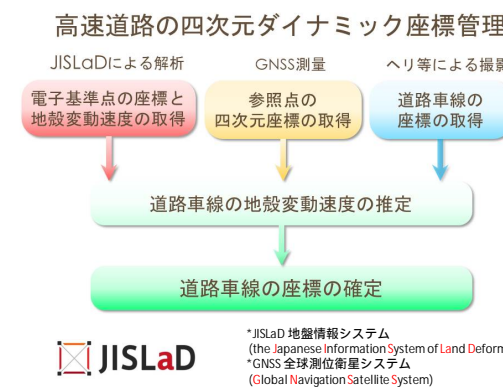 高速道路の四次元ダイナミック座標管理
JISLaDによる解析
GNSS測量
ヘリ等による撮影
電子基準点の座標と
地殻変動速度の取得
参照点の
四次元座標の取得
道路車線の
座標の取得
道路車線の地殻変動速度の推定
道路車線の座標の確定
JISLaD
*JISLaD 地盤情報システム
(the Japanese Information System of Land Deform
*GNSS 全球測位衛星システム
(Global Navigation Satellite System)